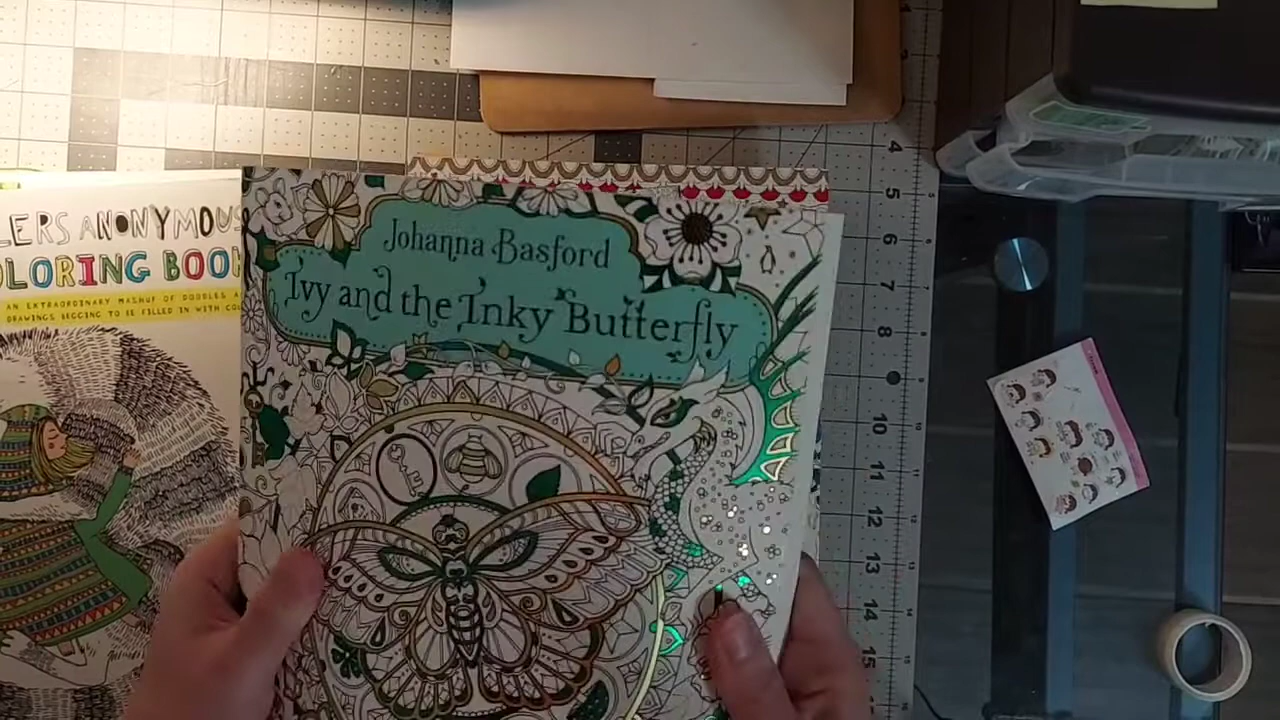 LERS ANONYMOUS
OLORING BOO
AN EXTRAORDINARY MASHUP OF DOODLES A
DRAWINGS BEGGING TO BE FILLED IN WITH CO
Johanna Basford
Ivy and the Inky Butterfly
4
5
6
7
8
9
10
11
12
13
14
15